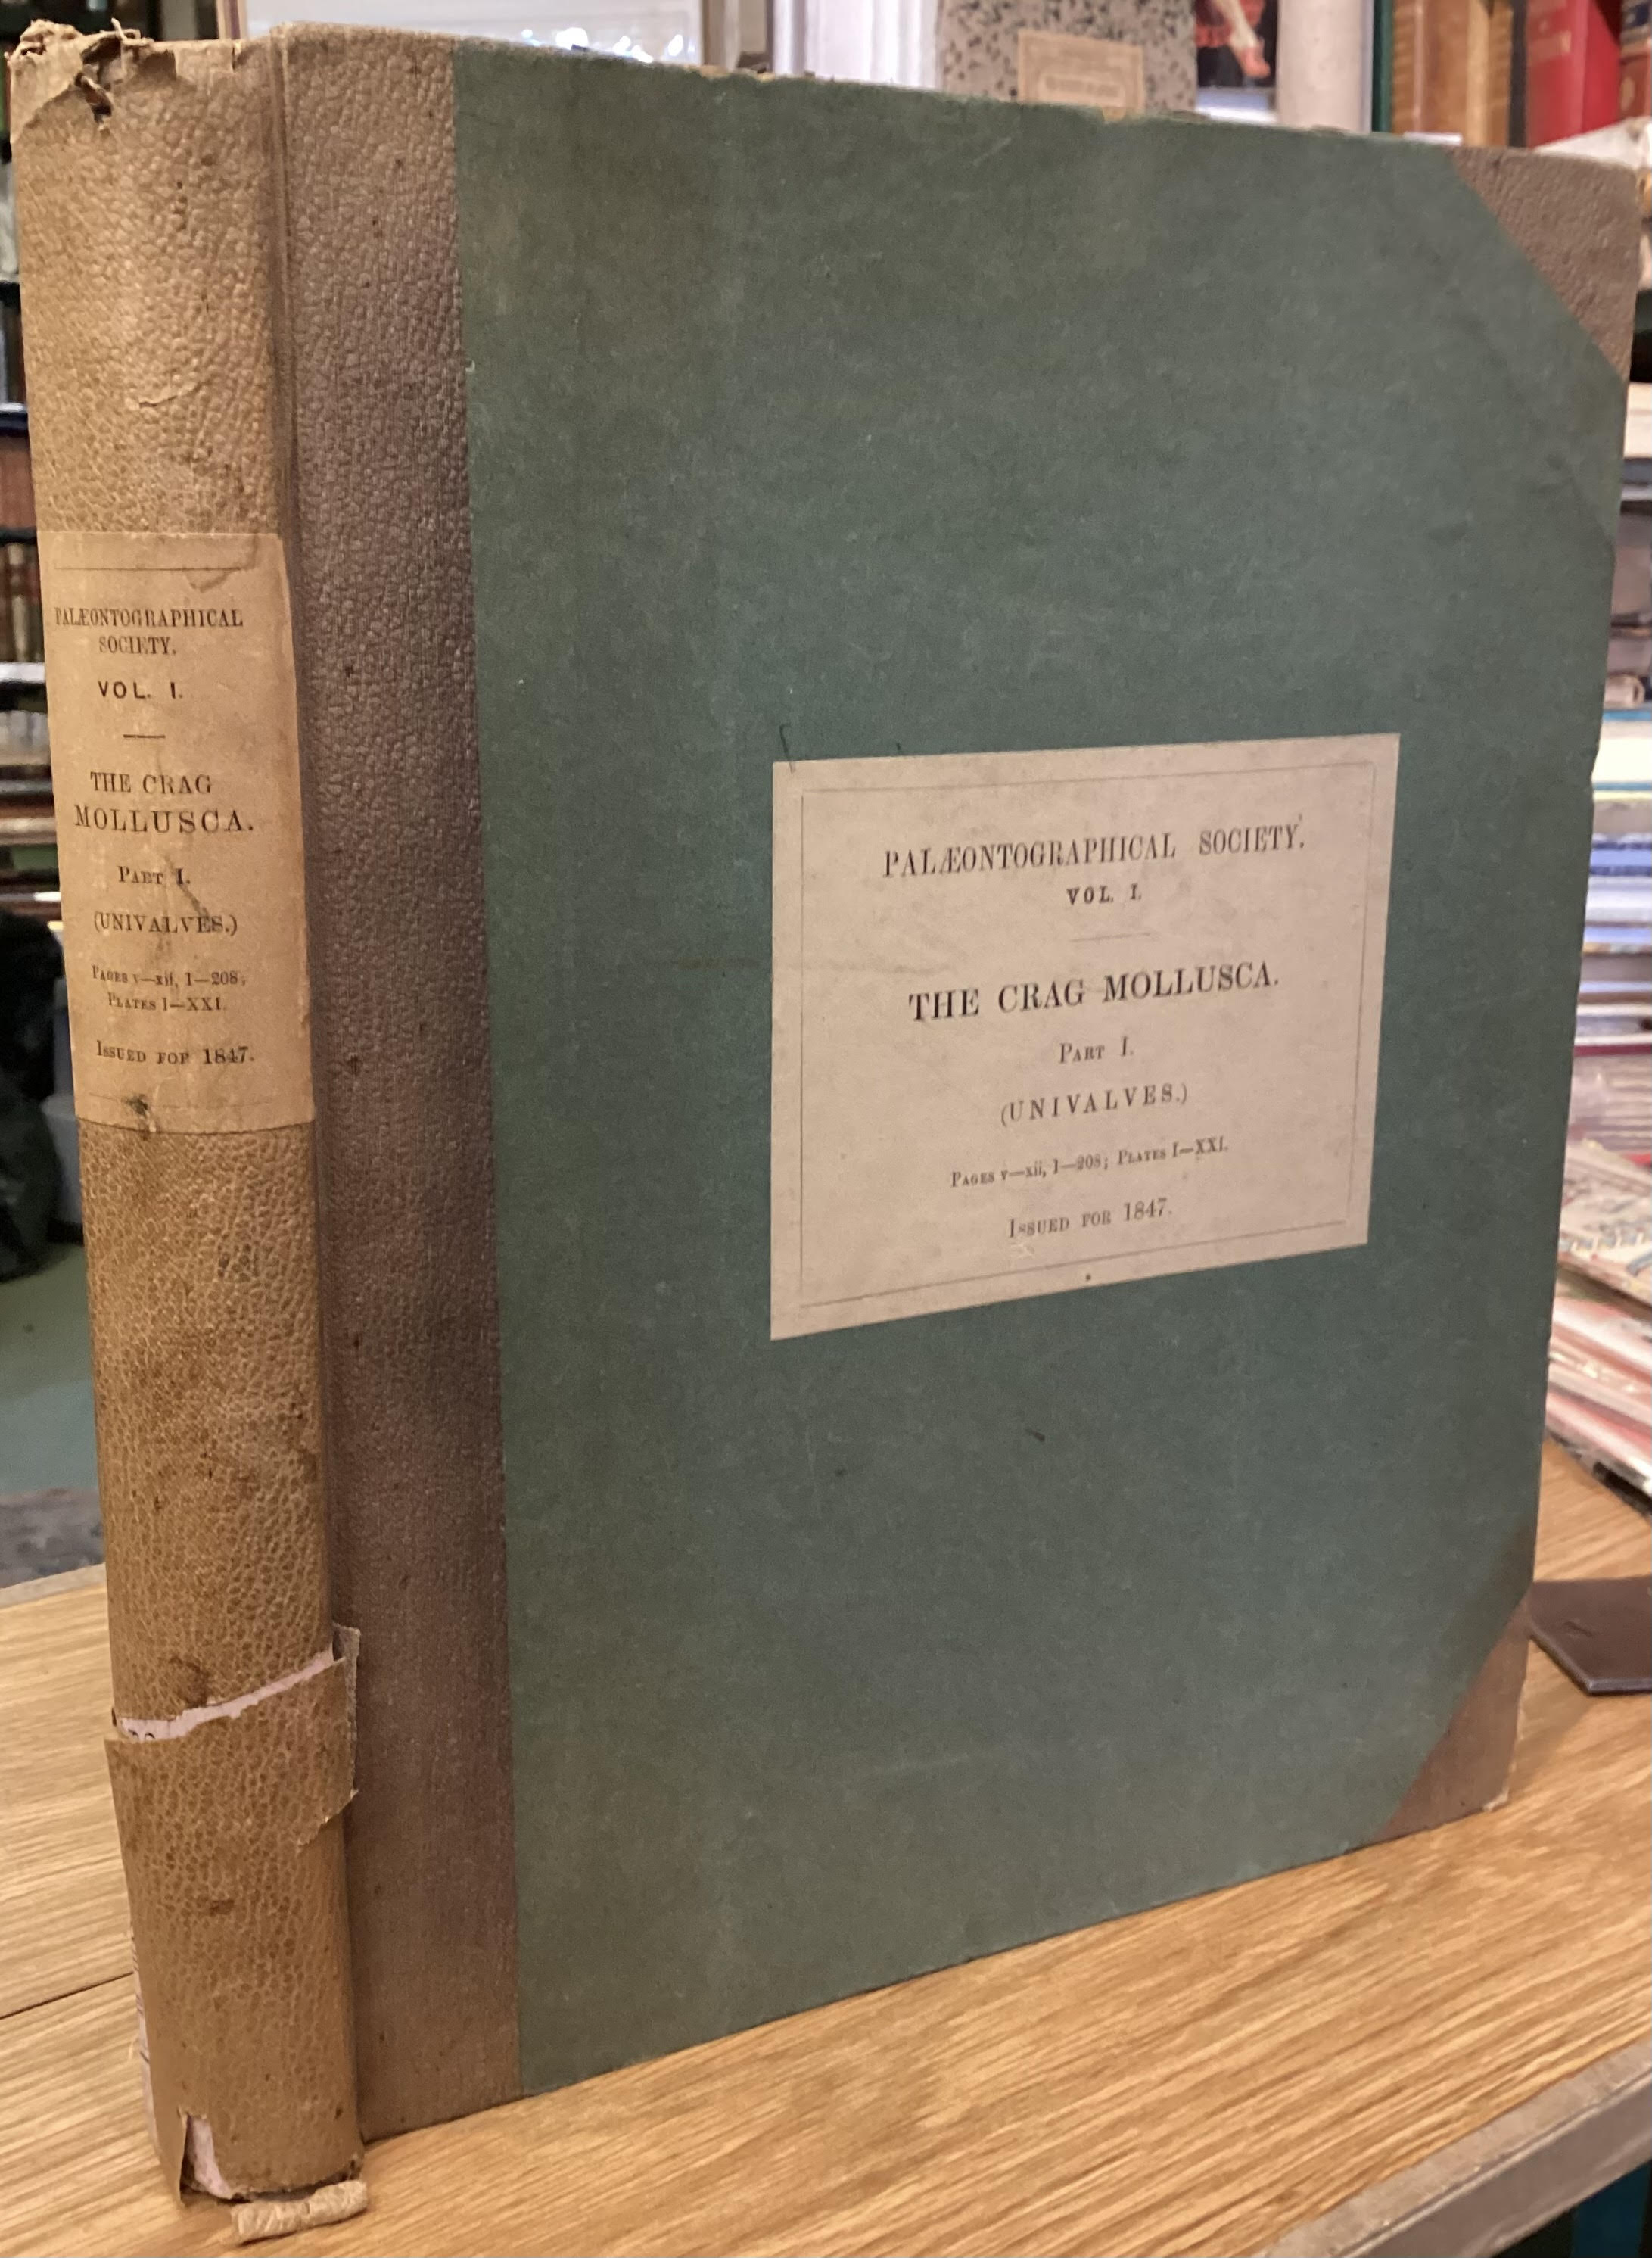 PALÆONTOGRAPHICAL
SOCIETY.
VOL. I.
THE CRAG
MOLLUSCA.
PART I.
(UNIVALVES.)
PAGES v—xii, 1—208;
PLATES I—XXI.
ISSUED FOR 1847.
PALÆONTOGRAPHICAL SOCIETY.
VOL. I.
THE CRAG MOLLUSCA.
PART I.
(UNIVALVES.)
PAGES v—xii, 1—208; PLATES I—XXI.
ISSUED FOR 1847.